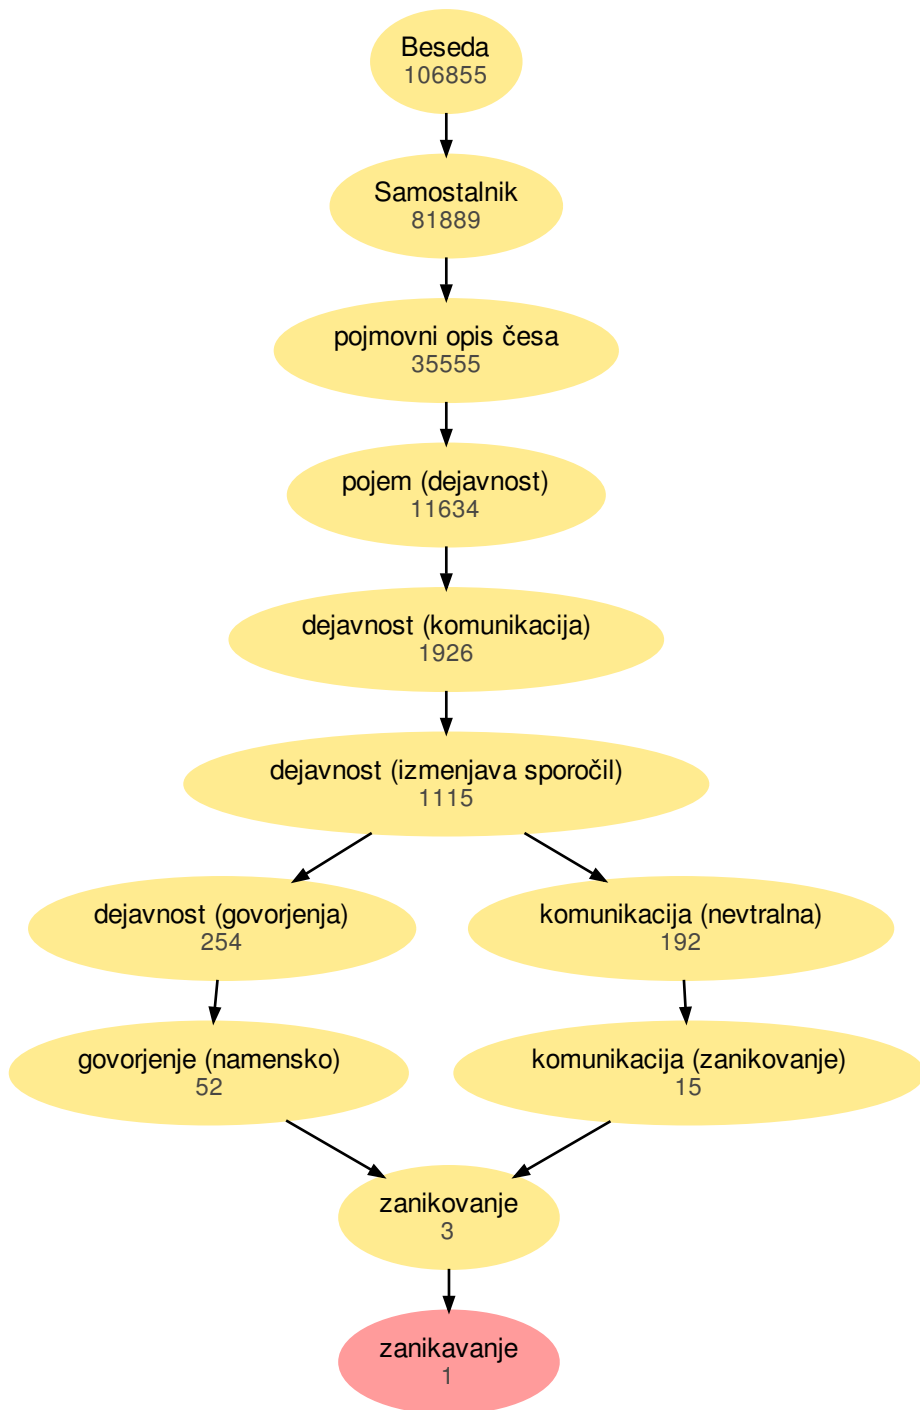 Beseda
106855
Samostalnik
81889
pojmovni opis česa
35555
pojem (dejavnost)
11634
dejavnost (komunikacija)
1926
dejavnost (izmenjava sporočil)
1115
dejavnost (govorjenja)
254
komunikacija (nevtralna)
192
govorjenje (namensko)
52
komunikacija (zanikovanje)
15
zanikovanje
3
zanikavanje
1